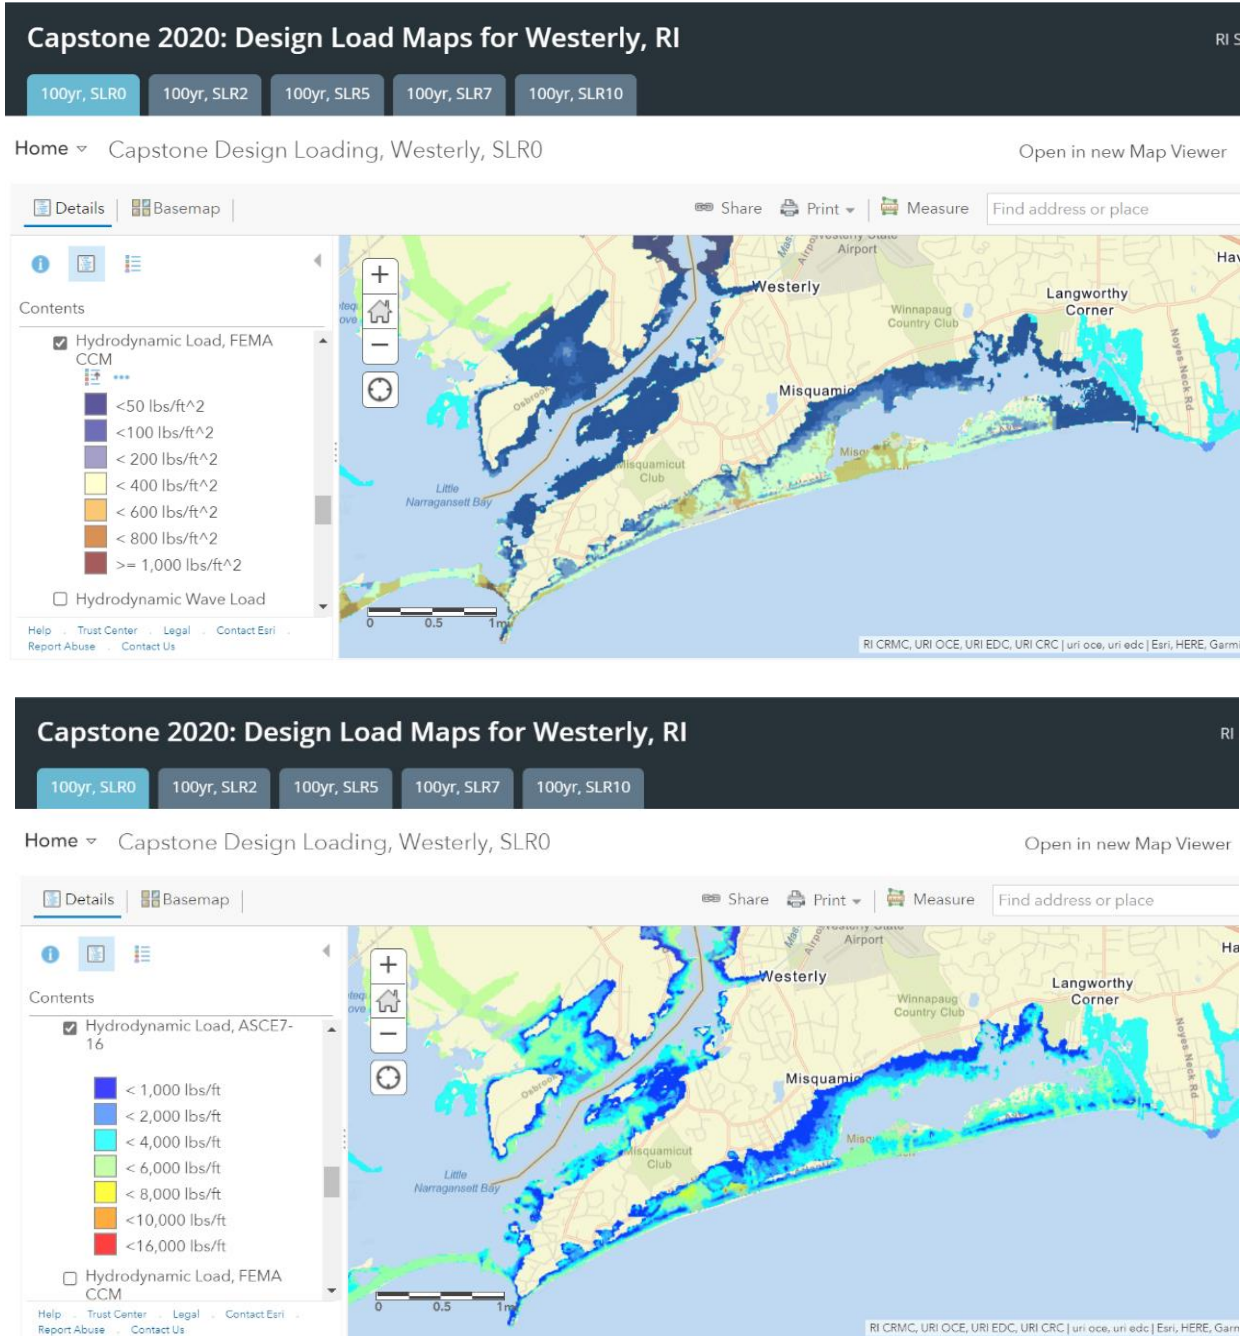 Capstone 2020: Design Load Maps for Westerly, RI
RI S
100yr, SLR0 100yr, SLR2 100yr, SLR5 100yr, SLR7 100yr, SLR10
Home Capstone Design Loading, Westerly, SLR0
Open in new Map Viewer
Details Basemap
Share Print Measure Find address or place
Contents
Hydrodynamic Load, FEMA
CCM
<50 lbs/ft^2
<100 lbs/ft^2
< 200 lbs/ft^2
< 400 lbs/ft^2
< 600 lbs/ft^2
< 800 lbs/ft^2
>= 1,000 lbs/ft^2
Hydrodynamic Wave Load
Help . Trust Center . Legal . Contact Esri .
Report Abuse . Contact Us
Westerly State
Airport
Westerly
Winnapaug
Country Club
Langworthy
Corner
Hav
Noyes Neck Rd
Misquamic
Osbrook
Misquamicut
Club
Little
Narragansett Bay
0 0.5 1mi
RI CRMC, URI OCE, URI EDC, URI CRC | uri oce, uri edc | Esri, HERE, Garmi
Capstone 2020: Design Load Maps for Westerly, RI
RI
100yr, SLR0 100yr, SLR2 100yr, SLR5 100yr, SLR7 100yr, SLR10
Home Capstone Design Loading, Westerly, SLR0
Open in new Map Viewer
Details Basemap
Share Print Measure Find address or place
Contents
Hydrodynamic Load, ASCE7-
16
< 1,000 lbs/ft
< 2,000 lbs/ft
< 4,000 lbs/ft
< 6,000 lbs/ft
< 8,000 lbs/ft
<10,000 lbs/ft
<16,000 lbs/ft
Hydrodynamic Load, FEMA
CCM
Help . Trust Center . Legal . Contact Esri .
Report Abuse . Contact Us
Airport
Westerly
Winnapaug
Country Club
Langworthy
Corner
Ha
Noyes Neck Rd
Misquamic
Osbrook
Misquamicut
Club
Little
Narragansett Bay
0 0.5 1m
RI CRMC, URI OCE, URI EDC, URI CRC | uri oce, uri edc | Esri, HERE, Garm